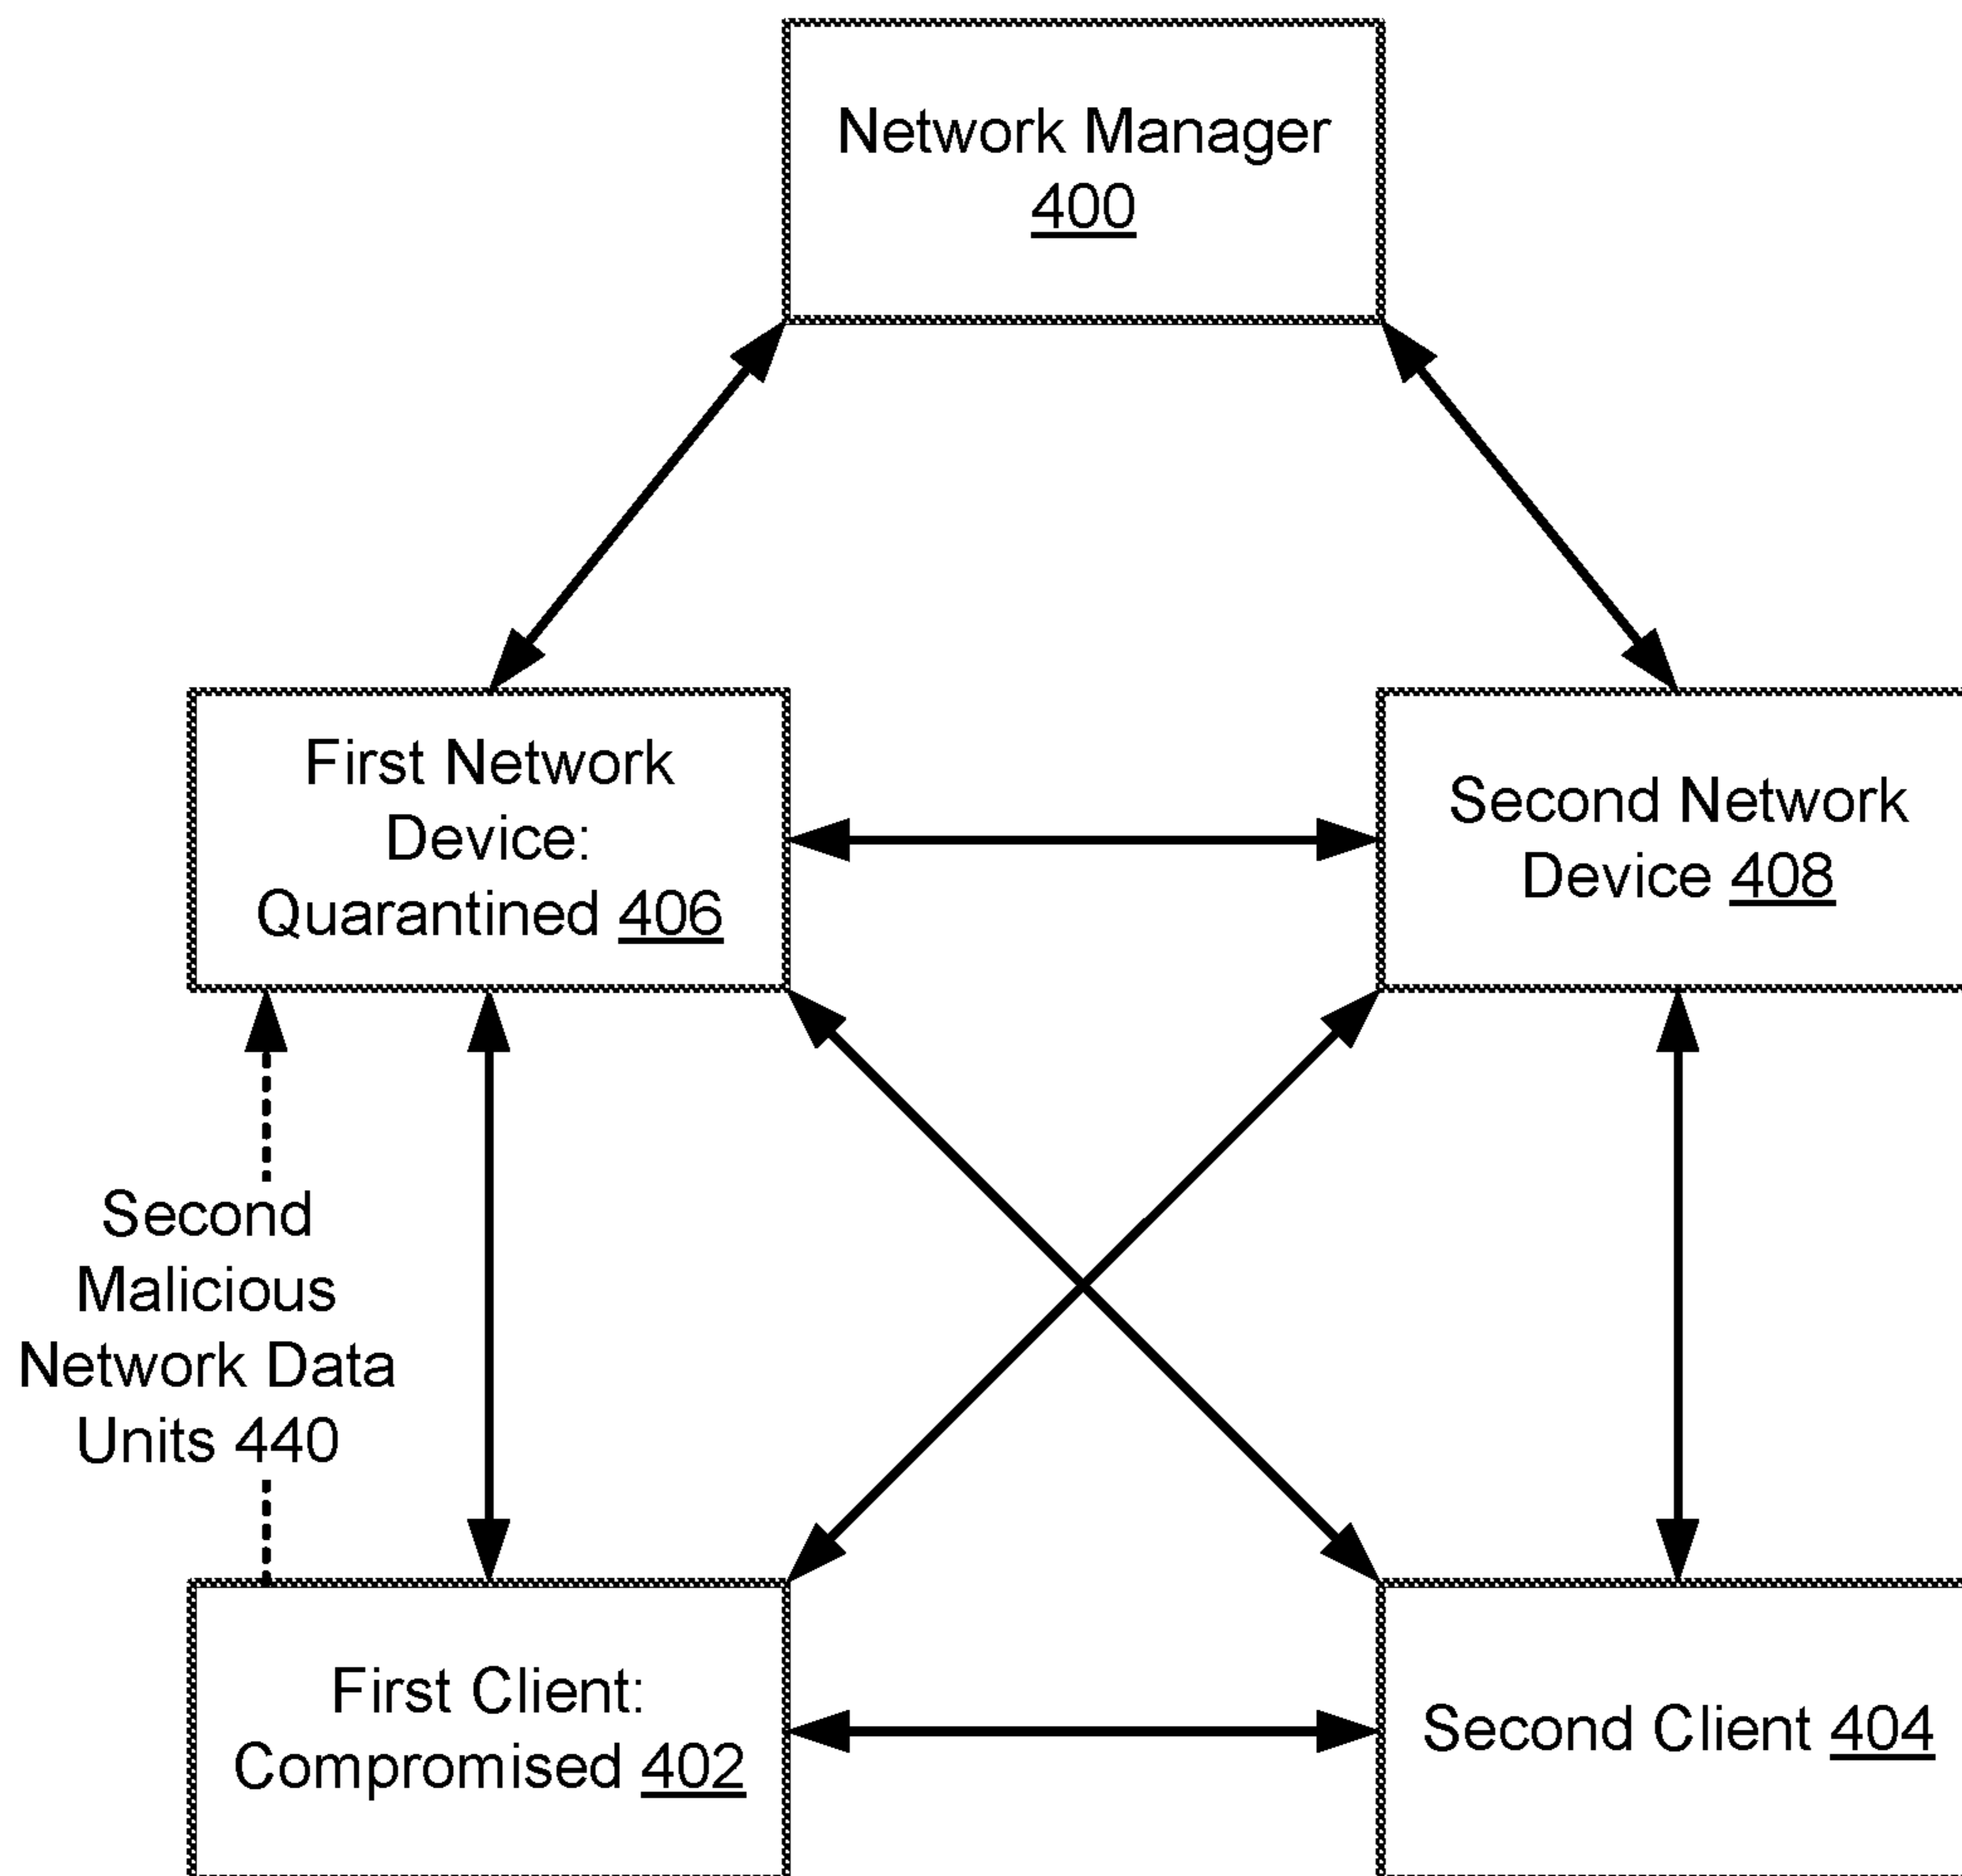 Network Manager
400
First Network
Device:
Quarantined 406
Second Network
Device 408
Second
Malicious
Network Data
Units 440
First Client:
Compromised 402
Second Client 404